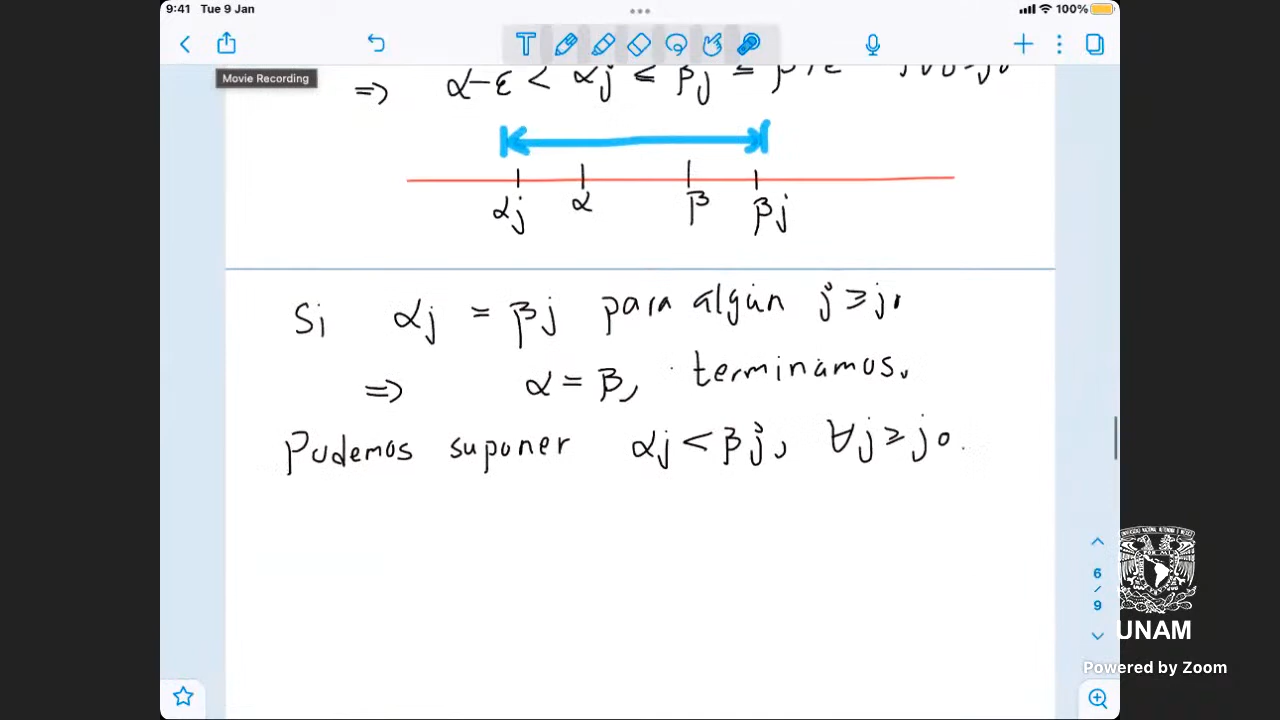 9:41 Tue 9 Jan
100%
Movie Recording
⇒ α-ε < αj ≤ βj ≤ β+ε
αj α β βj
Si αj = βj para algún j ≥ j0
⇒ α = β, terminamos.
Podemos suponer αj < βj, ∀j ≥ j0.
6
/
9
UNAM
Powered by Zoom